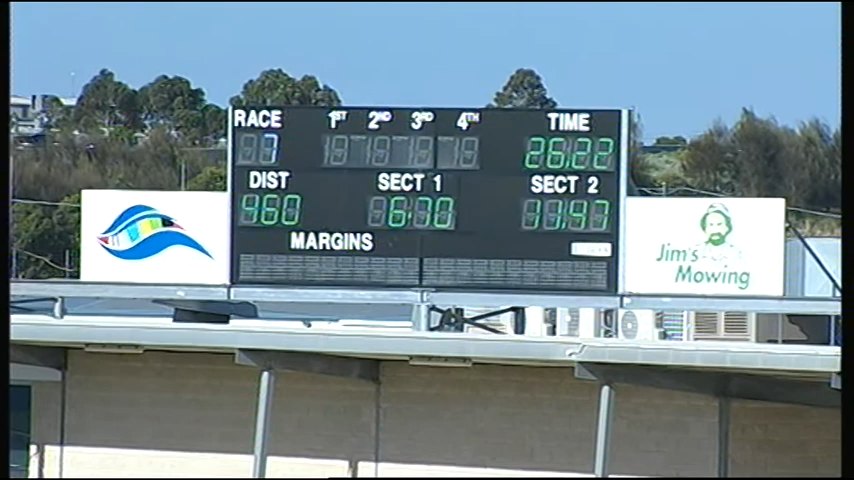 RACE 1ST 2ND 3RD 4TH TIME
7 26.22
DIST SECT 1 SECT 2
460 6.70 11.47
MARGINS
Jim's
Mowing